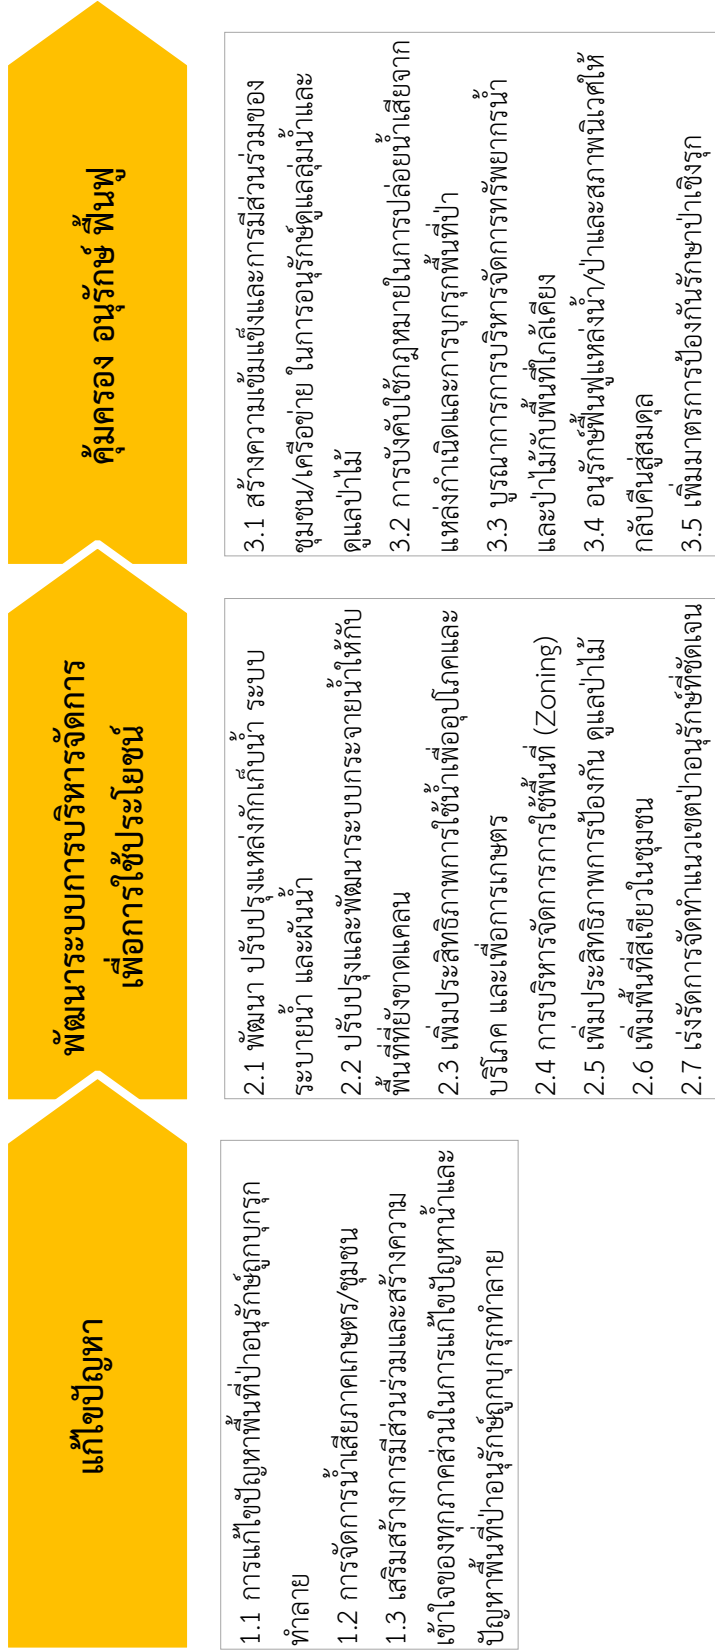 แก้ไขปัญหา
1.1 การแก้ไขปัญหาพื้นที่ป่าอนุรักษ์ถูกบุกรุก
ทำลาย
1.2 การจัดการน้ำเสียภาคเกษตร/ชุมชน
1.3 เสริมสร้างการมีส่วนร่วมและสร้างความ
เข้าใจของทุกภาคส่วนในการแก้ไขปัญหาน้ำและ
ปัญหาพื้นที่ป่าอนุรักษ์ถูกบุกรุกทำลาย
พัฒนาระบบการบริหารจัดการ
เพื่อการใช้ประโยชน์
2.1 พัฒนา ปรับปรุงแหล่งกักเก็บน้ำ ระบบ
ระบายน้ำ และผันน้ำ
2.2 ปรับปรุงและพัฒนาระบบกระจายน้ำให้กับ
พื้นที่ที่ยังขาดแคลน
2.3 เพิ่มประสิทธิภาพการใช้น้ำเพื่ออุปโภคและ
บริโภค และเพื่อการเกษตร
2.4 การบริหารจัดการการใช้พื้นที่ (Zoning)
2.5 เพิ่มประสิทธิภาพการป้องกัน ดูแลป่าไม้
2.6 เพิ่มพื้นที่สีเขียวในชุมชน
2.7 เร่งรัดการจัดทำแนวเขตป่าอนุรักษ์ที่ชัดเจน
คุ้มครอง อนุรักษ์ ฟื้นฟู
3.1 สร้างความเข้มแข็งและการมีส่วนร่วมของ
ชุมชน/เครือข่าย ในการอนุรักษ์ดูแลลุ่มน้ำและ
ดูแลป่าไม้
3.2 การบังคับใช้กฎหมายในการปล่อยน้ำเสียจาก
แหล่งกำเนิดและการบุกรุกพื้นที่ป่า
3.3 บูรณาการการบริหารจัดการทรัพยากรน้ำ
และป่าไม้กับพื้นที่ใกล้เคียง
3.4 อนุรักษ์ฟื้นฟูแหล่งน้ำ/ป่าและสภาพนิเวศให้
กลับคืนสู่สมดุล
3.5 เพิ่มมาตรการป้องกันรักษาป่าเชิงรุก